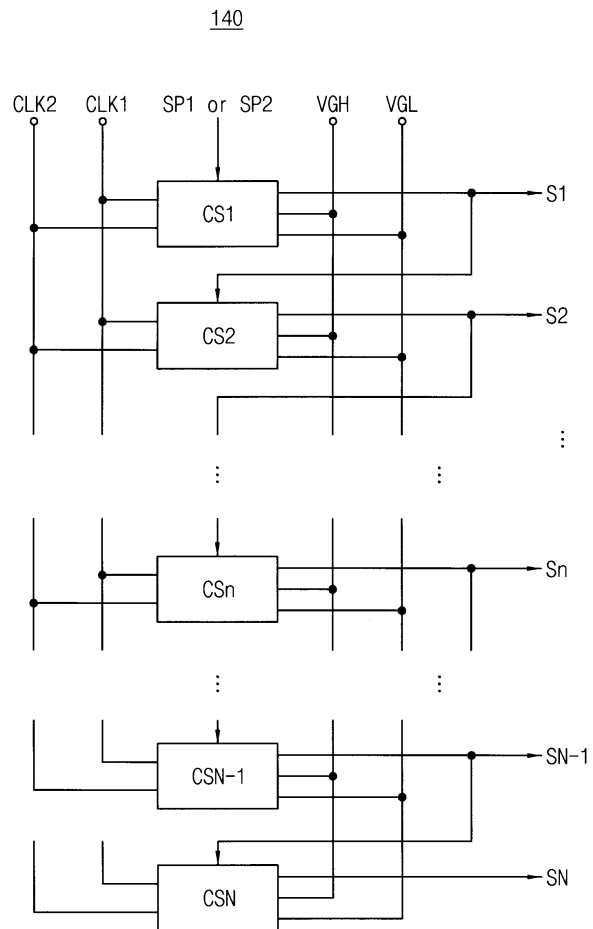 140
CLK2 CLK1 SP1 or SP2 VGH VGL
CS1
S1
CS2
S2
CSn
Sn
CSN-1
SN-1
CSN
SN